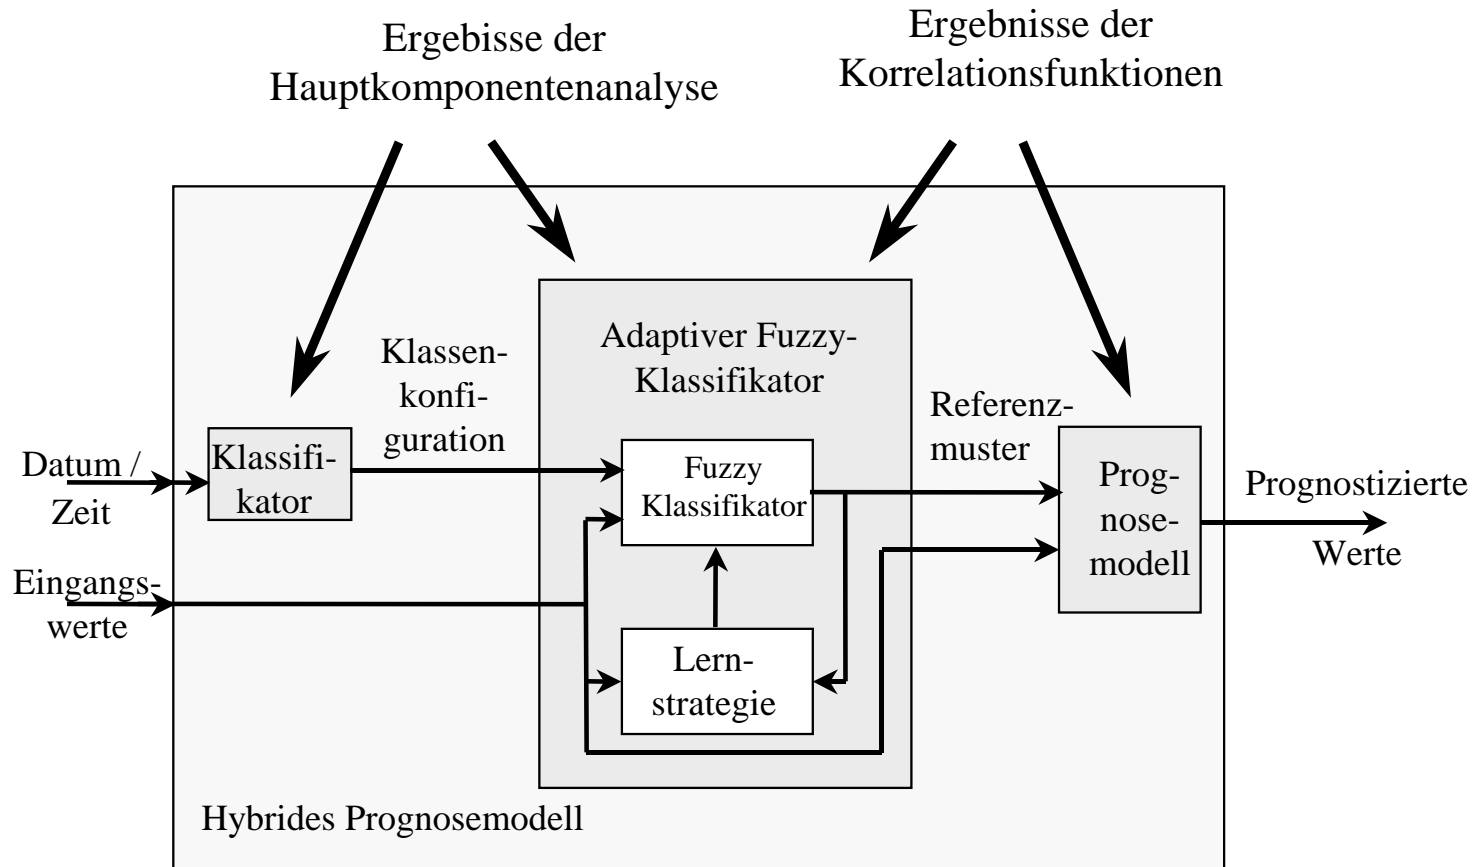 Ergebisse der
Hauptkomponentenanalyse
Ergebnisse der
Korrelationsfunktionen
Adaptiver Fuzzy-
Klassifikator
Klassen-
konfi-
guration
Referenz-
muster
Datum /
Zeit
Klassifi-
kator
Fuzzy
Klassifikator
Prog-
nose-
modell
Prognostizierte
Werte
Eingangs-
werte
Lern-
strategie
Hybrides Prognosemodell